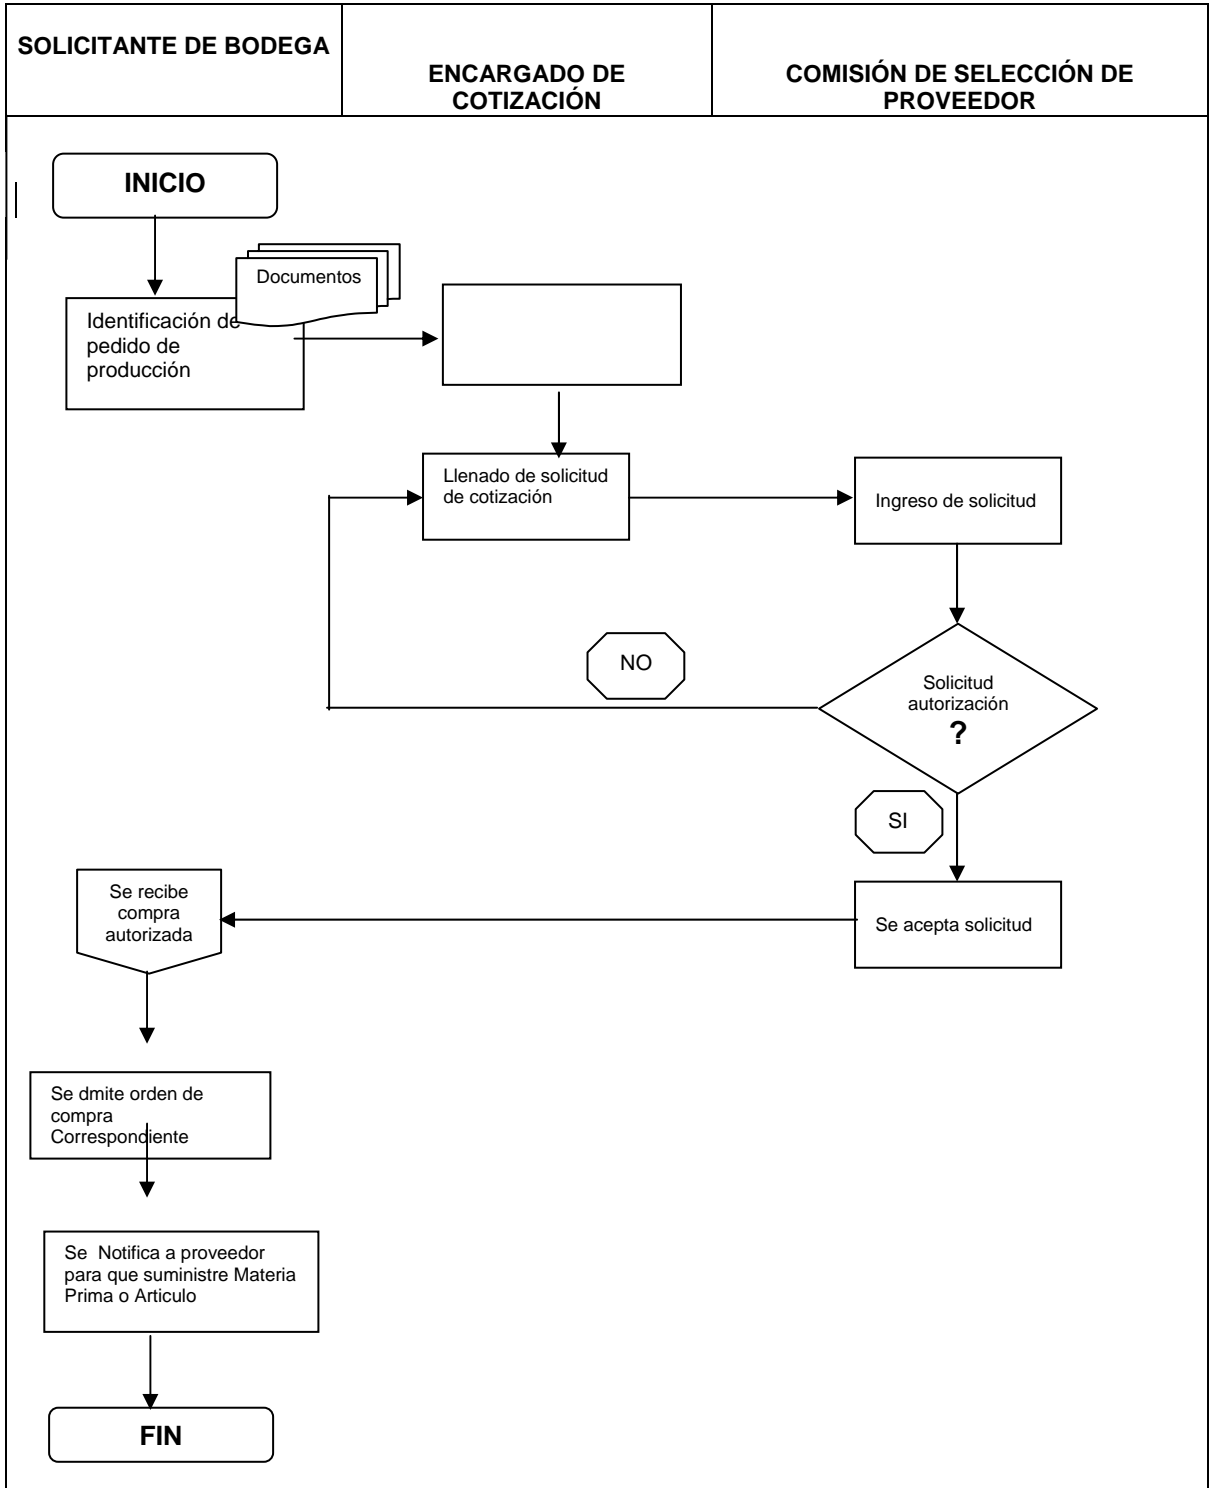 SOLICITANTE DE BODEGA
ENCARGADO DE
COTIZACIÓN
COMISIÓN DE SELECCIÓN DE
PROVEEDOR
INICIO
Documentos
Identificación de
pedido de
producción
Llenado de solicitud
de cotización
Ingreso de solicitud
NO
Solicitud
autorización
?
SI
Se recibe
compra
autorizada
Se acepta solicitud
Se dmite orden de
compra
Correspondiente
Se Notifica a proveedor
para que suministre Materia
Prima o Articulo
FIN